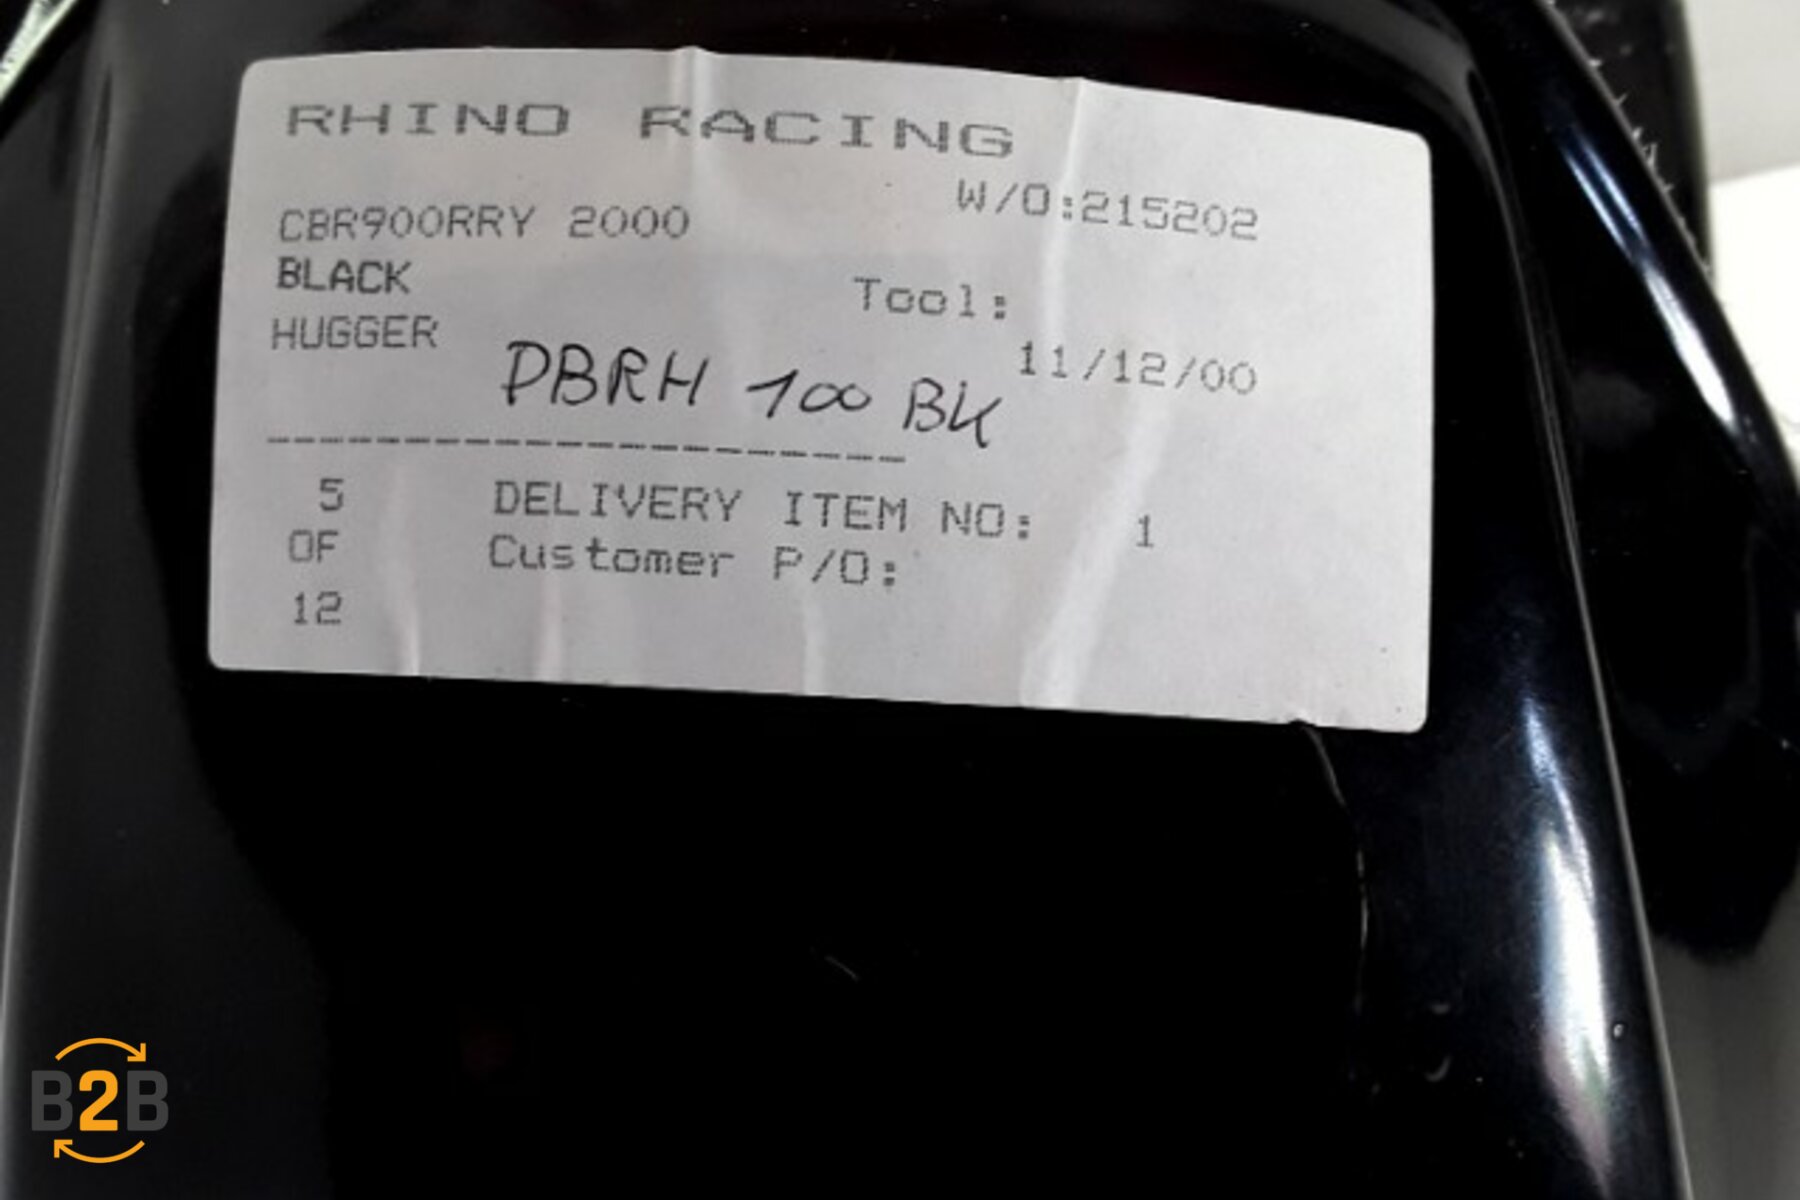 RHINO RACING
W/O:215202
CBR900RRY 2000
BLACK
Tool:
HUGGER
11/12/00
PBRH 100 BK
--------------------------
5 DELIVERY ITEM NO: 1
OF Customer P/O:
12
B2B